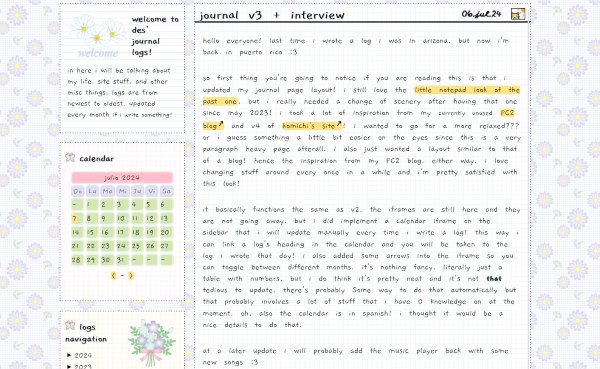 welcome to
des'
journal
logs!
welcome
in here i will be talking about
my life, site stuff, and other
misc things. logs are from
newest to oldest. updated
every month if i write something!
calendar
julio 2024
Do Lu Ma Mi Ju Vi Sa
- 1 2 3 4 5 6
7 8 9 10 11 12 13
14 15 16 17 18 19 20
21 22 23 24 25 26 27
28 29 30 31 - - -
( - )
logs
navigation
► 2024
► 2023
journal v3 + interview
06.jul.24
hello everyone! last time i wrote a log i was in arizona, but now i'm
back in puerto rico :3
so first thing you're going to notice if you are reading this is that i
updated my journal page layout! i still love the little notepad look of the
past one, but i really needed a change of scenery after having that one
since may 2023! i took a lot of inspiration from my currently unused FC2
blog↗ and v4 of komichi's site↗! i wanted to go for a more relaxed???
or i guess something a little bit easier on the eyes since this is a very
paragraph heavy page afterall. i also just wanted a layout similar to that
of a blog! hence the inspiration from my FC2 blog. either way, i love
changing stuff around every once in a while and i'm pretty satisfied with
this look!
it basically functions the same as v2. the iframes are still here and they
are not going away, but i did implement a calendar iframe on the
sidebar that i will update manually every time i write a log! this way i
can link a log's heading in the calendar and you will be taken to the
log i wrote that day! i also added some arrows into the iframe so you
can toggle between different months. it's nothing fancy, literally just a
table with numbers, but i do think it's pretty neat and it's not that
tedious to update. there's probably some way to do that automatically but
that probably involves a lot of stuff that i have 0 knowledge on at the
moment. oh, also the calendar is in spanish! i thought it would be a
nice details to do that.
at a later update i will probably add the music player back with some
new songs :3